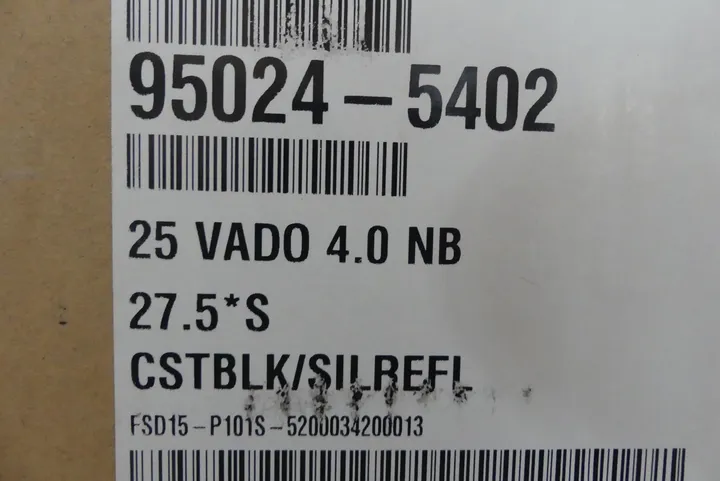 95024-5402
25 VADO 4.0 NB
27.5*S
CSTBLK/SILREFL
FSD15-P101S-5200034200013